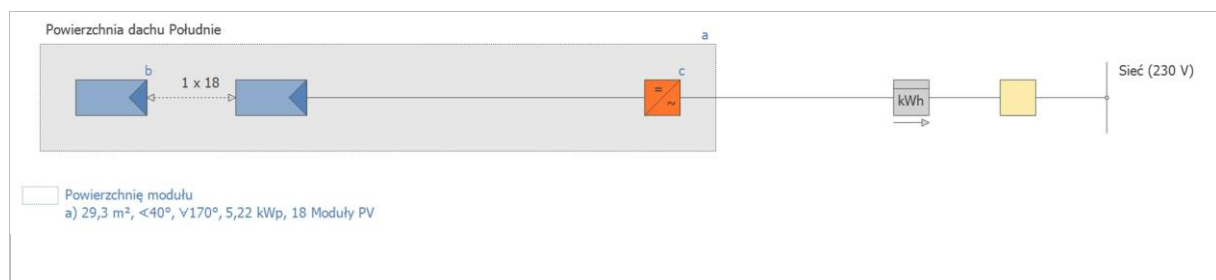 Powierzchnia dachu Południe
a
b
1 x 18
c
=
~
kWh
Sieć (230 V)
Powierzchnię modułu
a) 29,3 m², ∢40°, ∀170°, 5,22 kWp, 18 Moduły PV